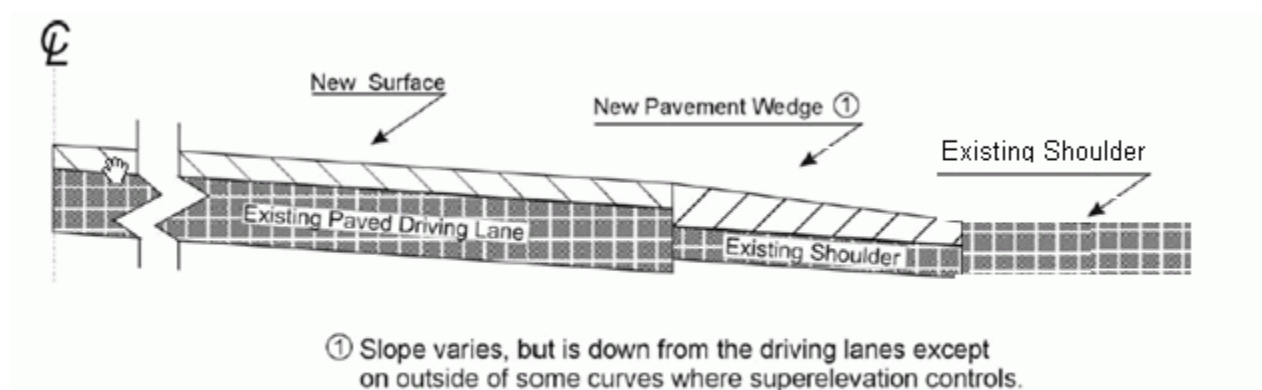 ℄
New Surface
New Pavement Wedge ①
Existing Shoulder
Existing Paved Driving Lane
Existing Shoulder
① Slope varies, but is down from the driving lanes except
on outside of some curves where superelevation controls.